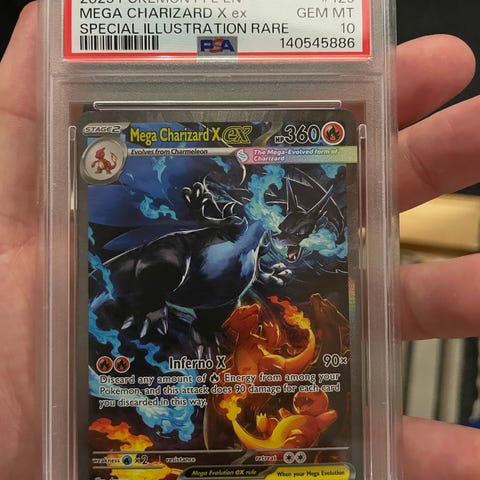 MEGA CHARIZARD X ex GEM MT
SPECIAL ILLUSTRATION RARE 10
PSA 140545886
STAGE2 Mega Charizard X ex HP 360
Evolves from Charmeleon
The Mega-Evolved form of
Charizard
Inferno X 90×
Discard any amount of Energy from among your
Pokémon, and this attack does 90 damage for each card
you discarded in this way.
weakness ×2 resistance retreat
Mega Evolution ex rule When your Mega Evolution